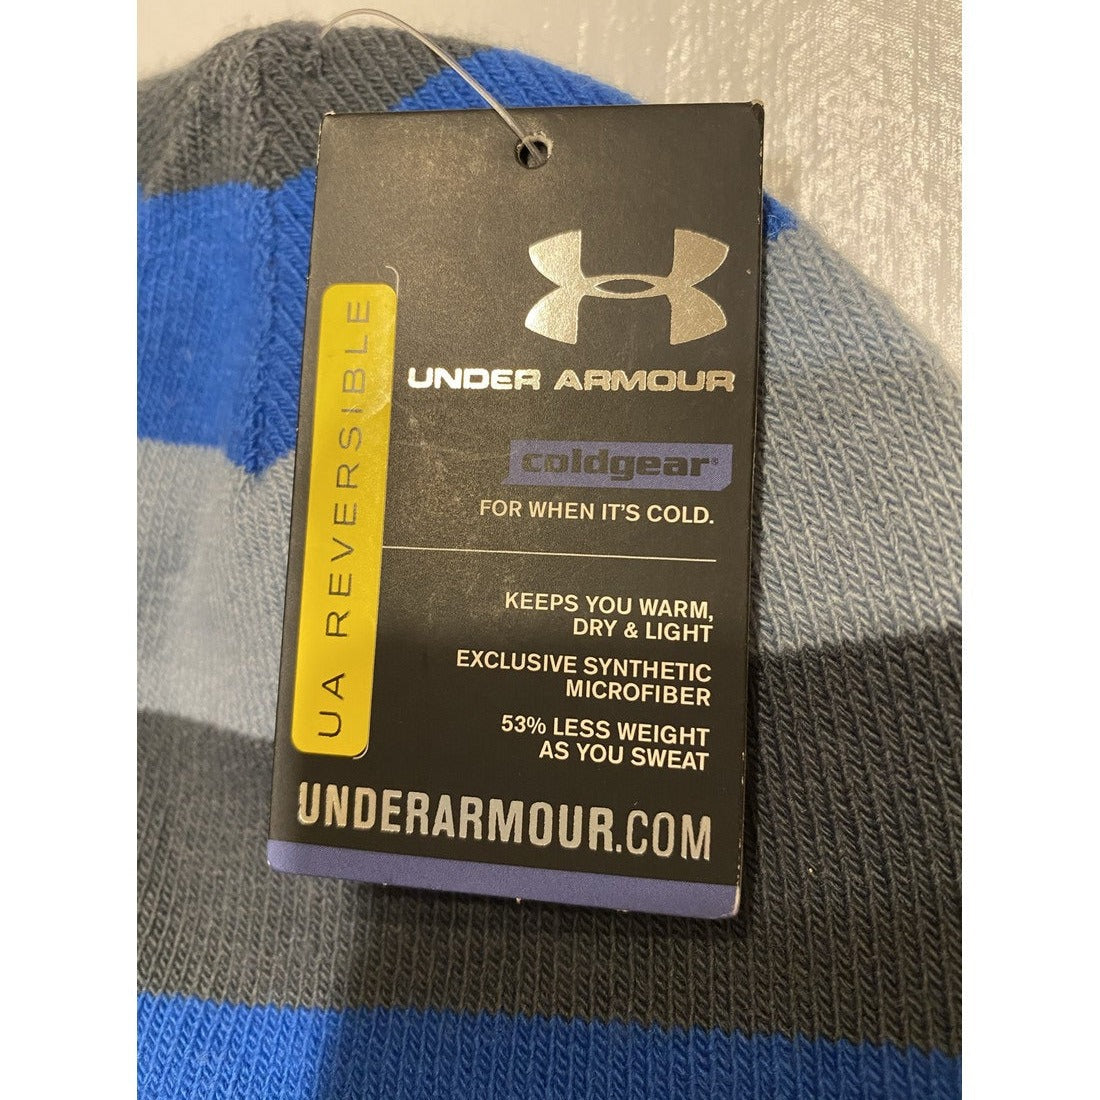 UNDER ARMOUR
UA REVERSIBLE
coldgear®
FOR WHEN IT'S COLD.
KEEPS YOU WARM,
DRY & LIGHT
EXCLUSIVE SYNTHETIC
MICROFIBER
53% LESS WEIGHT
AS YOU SWEAT
UNDERARMOUR.COM